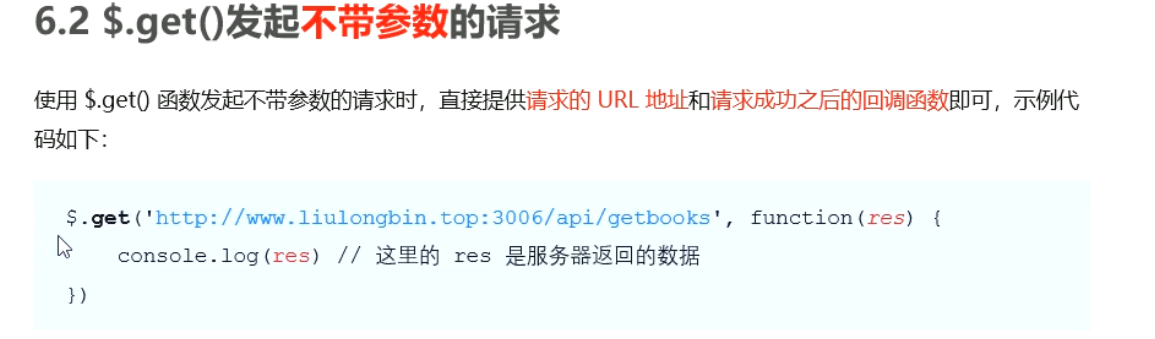 6.2 $.get()发起不带参数的请求
使用 $.get() 函数发起不带参数的请求时，直接提供请求的 URL 地址和请求成功之后的回调函数即可，示例代
码如下：
$.get('http://www.liulongbin.top:3006/api/getbooks', function(res) {
    console.log(res) // 这里的 res 是服务器返回的数据
})